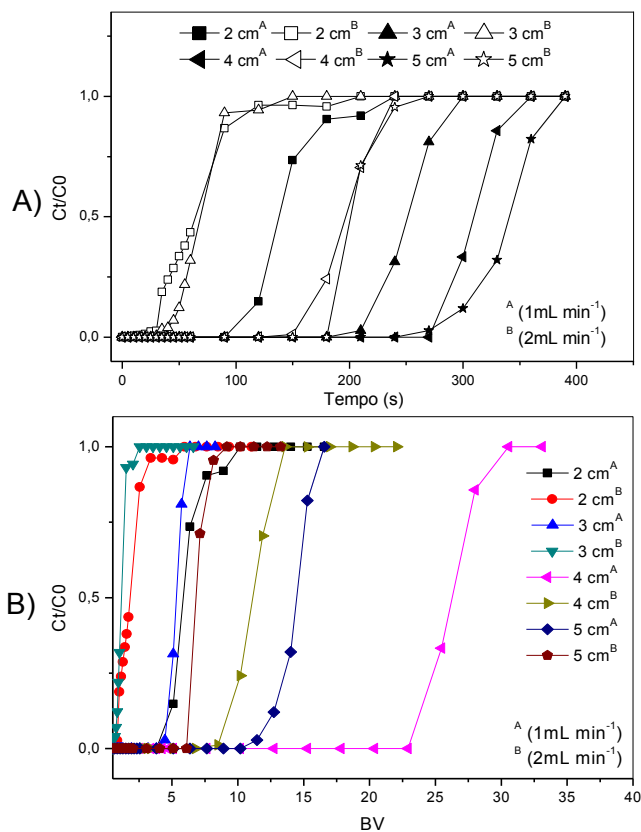 A)
2 cm^A 2 cm^B 3 cm^A 3 cm^B
4 cm^A 4 cm^B 5 cm^A 5 cm^B
1,0
0,5
0,0
Ct/C0
0 100 200 300 400
Tempo (s)
^A (1mL min^-1)
^B (2mL min^-1)
B)
1,0
0,5
0,0
Ct/C0
2 cm^A
2 cm^B
3 cm^A
3 cm^B
4 cm^A
4 cm^B
5 cm^A
5 cm^B
^A (1mL min^-1)
^B (2mL min^-1)
5 10 15 20 25 30 35 40
BV